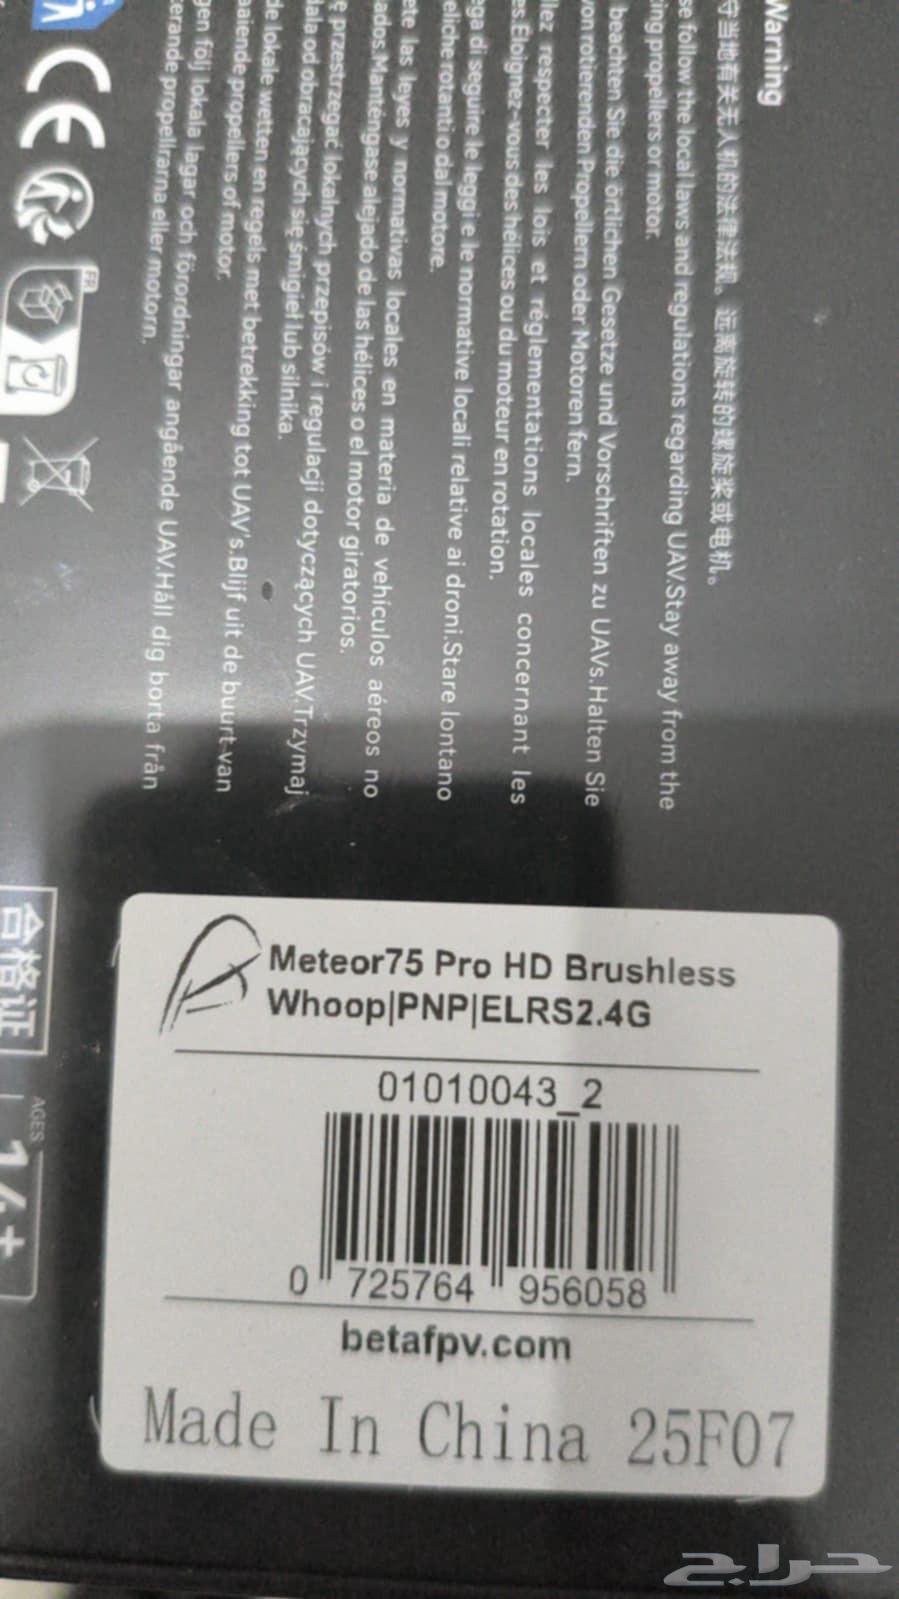 Warning
守当地有关无人机的法律法规。远离旋转的螺旋桨或电机。
se follow the local laws and regulations regarding UAV.Stay away from the
ing propellers or motor.
beachten Sie die örtlichen Gesetze und Vorschriften zu UAVs.Halten Sie
von rotierenden Propellern oder Motoren fern.
llez respecter les lois et réglementations locales concernant les
es.Éloignez-vous des hélices ou du moteur en rotation.
ga di seguire le leggi e le normative locali relative ai droni.Stare lontano
eliche rotanti o dal motore.
ete las leyes y normativas locales en materia de vehículos aéreos no
ados.Manténgase alejado de las hélices o el motor giratorios.
ę przestrzegać lokalnych przepisów i regulacji dotyczących UAV.Trzymaj
dala od obracających się śmigieł lub silnika.
de lokale wetten en regels met betrekking tot UAV's.Blijf uit de buurt van
aaiende propellers of motor.
gen följ lokala lagar och förordningar angående UAV.Håll dig borta från
erande propellrarna eller motorn.
CE
FR
合格证
AGES
14+
Meteor75 Pro HD Brushless
Whoop|PNP|ELRS2.4G
01010043_2
0 725764 956058
betafpv.com
Made In China 25F07
حراج